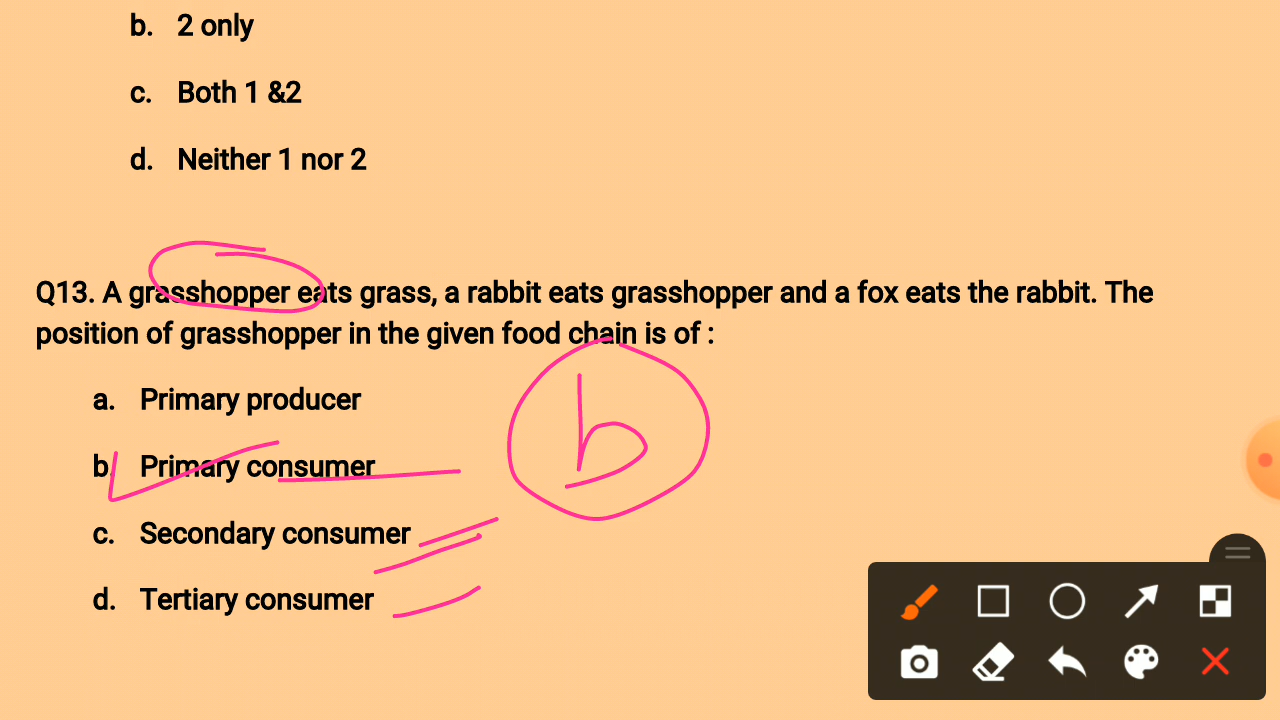 b. 2 only
c. Both 1 &2
d. Neither 1 nor 2
Q13. A grasshopper eats grass, a rabbit eats grasshopper and a fox eats the rabbit. The
position of grasshopper in the given food chain is of :
a. Primary producer
b. Primary consumer
b
c. Secondary consumer
d. Tertiary consumer